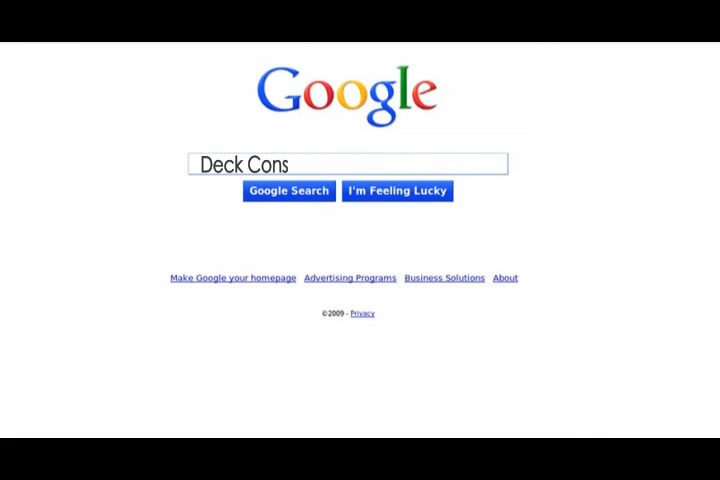 Google
Deck Cons
Google Search I'm Feeling Lucky
Make Google your homepage Advertising Programs Business Solutions About
©2009 - Privacy